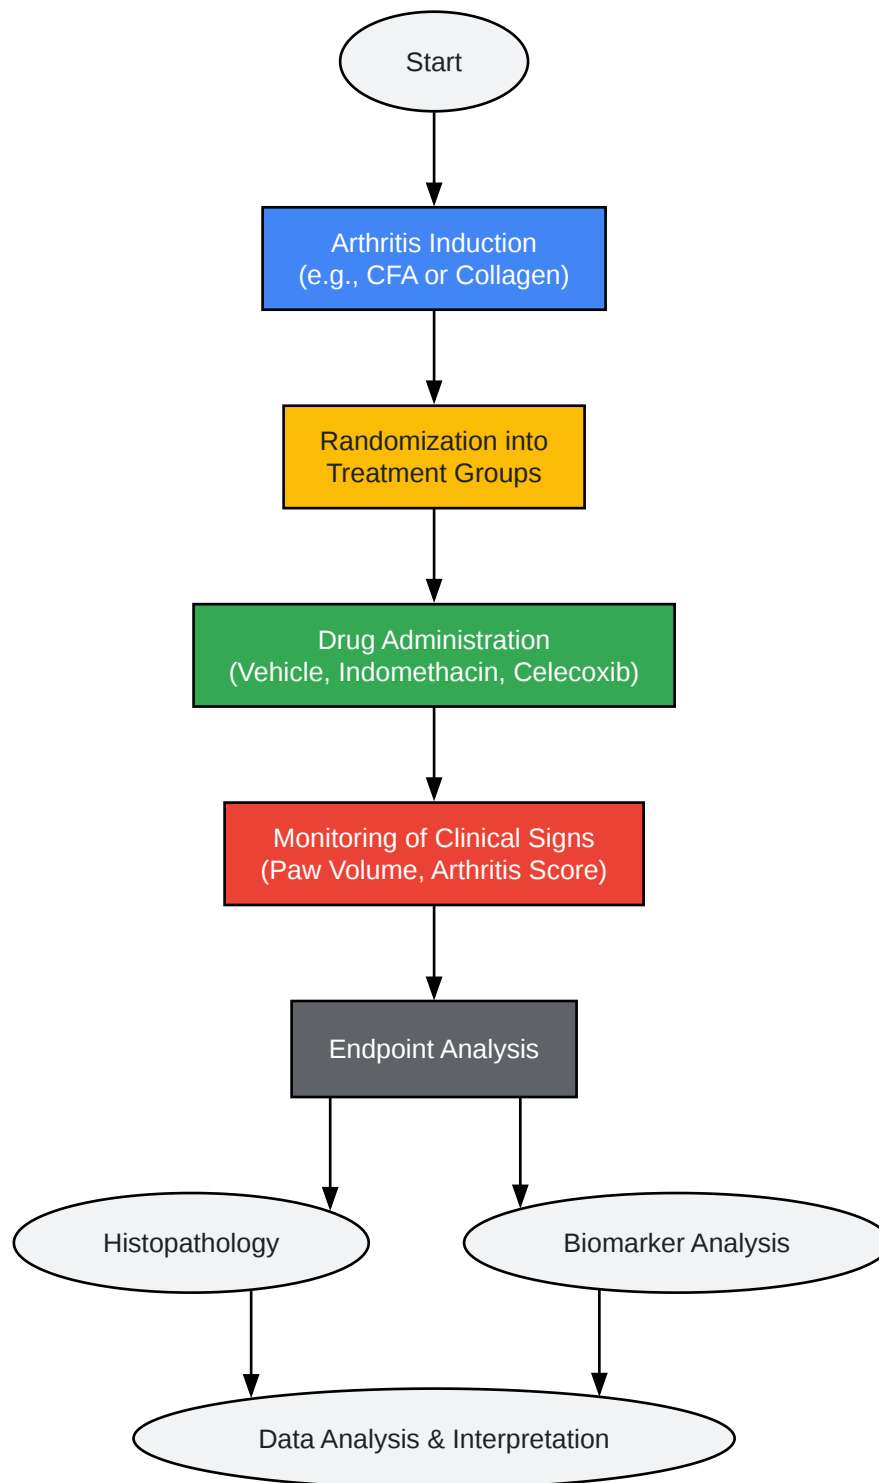 Start
Arthritis Induction
(e.g., CFA or Collagen)
Randomization into
Treatment Groups
Drug Administration
(Vehicle, Indomethacin, Celecoxib)
Monitoring of Clinical Signs
(Paw Volume, Arthritis Score)
Endpoint Analysis
Histopathology
Biomarker Analysis
Data Analysis & Interpretation